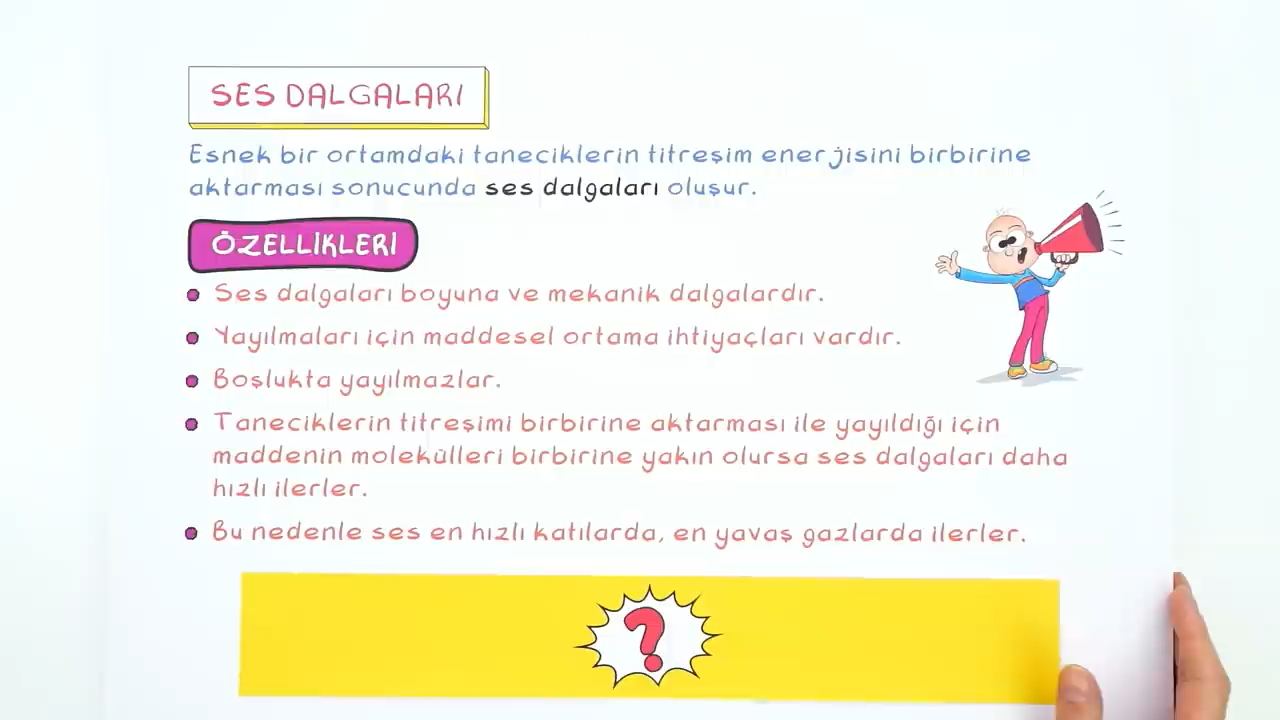 SES DALGALARI
Esnek bir ortamdaki taneciklerin titreşim enerjisini birbirine
aktarması sonucunda ses dalgaları oluşur.
ÖZELLİKLERİ
Ses dalgaları boyuna ve mekanik dalgalardır.
Yayılmaları için maddesel ortama ihtiyaçları vardır.
Boşlukta yayılmazlar.
Taneciklerin titreşimi birbirine aktarması ile yayıldığı için
maddenin molekülleri birbirine yakın olursa ses dalgaları daha
hızlı ilerler.
Bu nedenle ses en hızlı katılarda, en yavaş gazlarda ilerler.
?